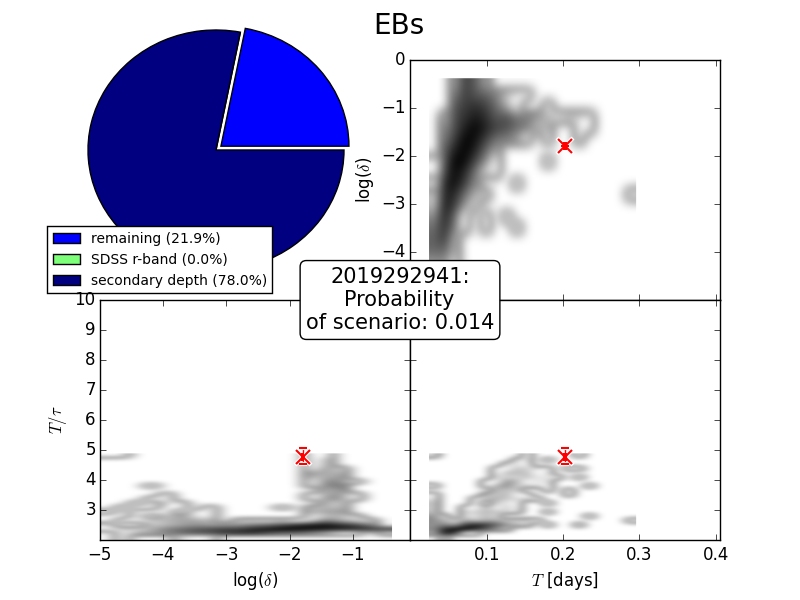 EBs
remaining (21.9%)
SDSS r-band (0.0%)
secondary depth (78.0%)
0
−1
−2
−3
−4
log(δ)
2019292941:
Probability
of scenario: 0.014
10
9
8
7
6
5
4
3
T/τ
−5 −4 −3 −2 −1
log(δ)
0.1 0.2 0.3 0.4
T [days]